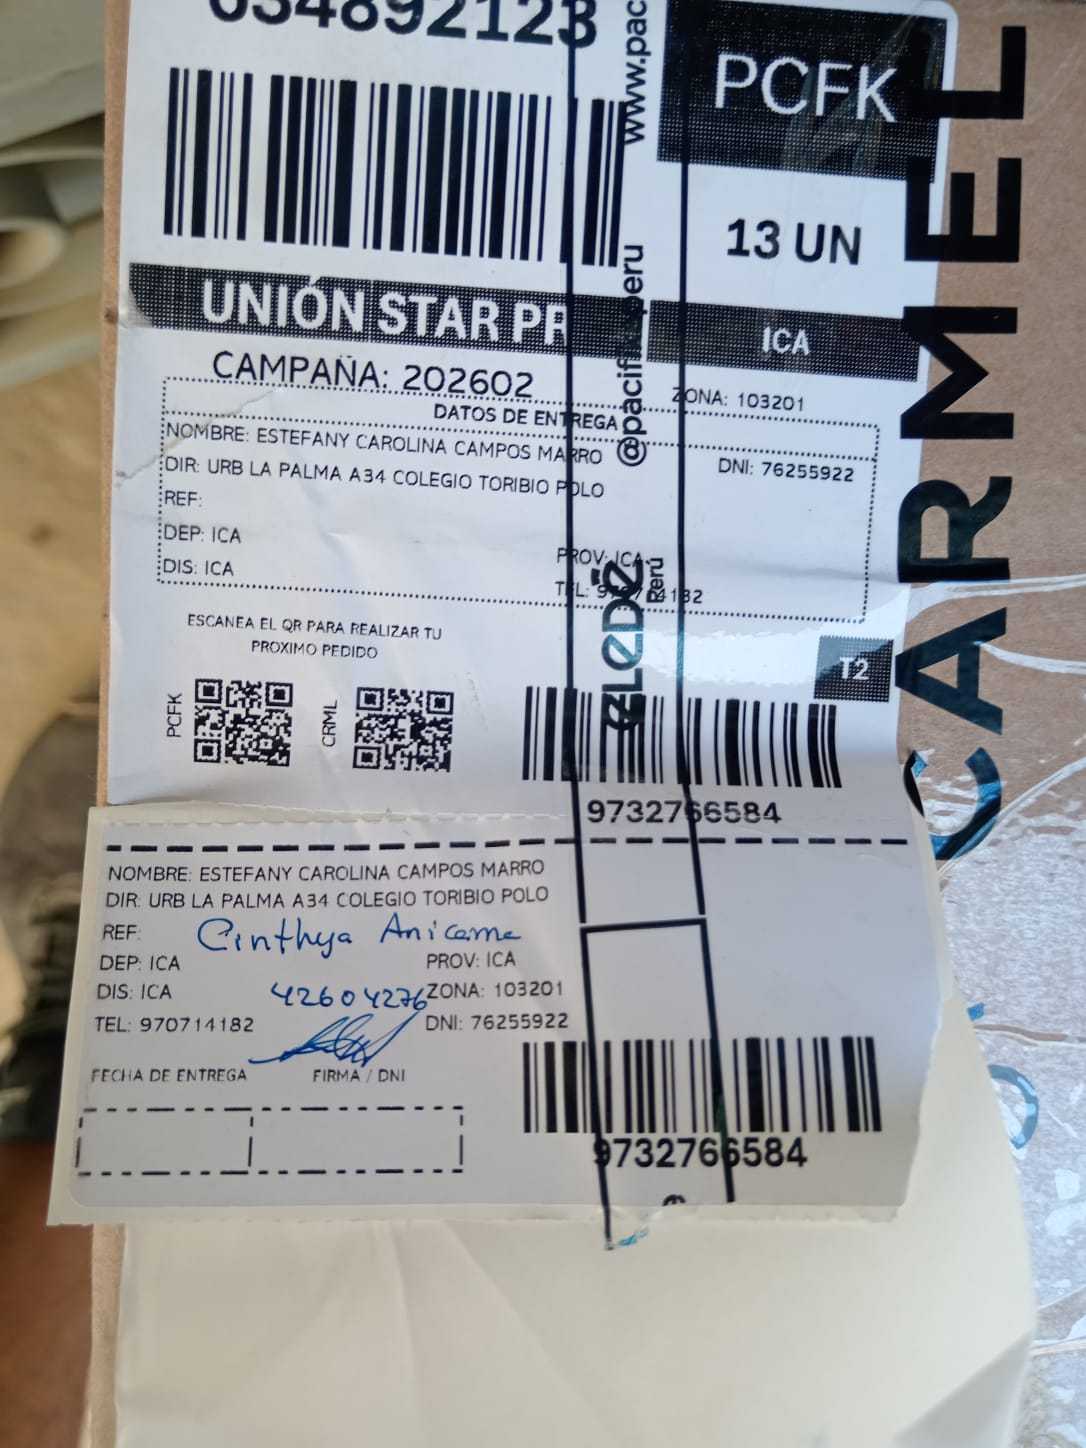 034892123
PCFK
13 UN
UNIÓN STAR PR
ICA
CAMPAÑA: 202602
ZONA: 103201
DATOS DE ENTREGA
NOMBRE: ESTEFANY CAROLINA CAMPOS MARRO
DNI: 76255922
DIR: URB LA PALMA A34 COLEGIO TORIBIO POLO
REF:
DEP: ICA
PROV: ICA
DIS: ICA
TEL: 970714182
ESCANEA EL QR PARA REALIZAR TU
PROXIMO PEDIDO
T2
PCFK
CRML
9732766584
NOMBRE: ESTEFANY CAROLINA CAMPOS MARRO
DIR: URB LA PALMA A34 COLEGIO TORIBIO POLO
REF: Cinthya Anicama
DEP: ICA PROV: ICA
DIS: ICA 42604276 ZONA: 103201
TEL: 970714182 DNI: 76255922
FECHA DE ENTREGA FIRMA / DNI
9732766584
www.pac
Perú
CARMEL